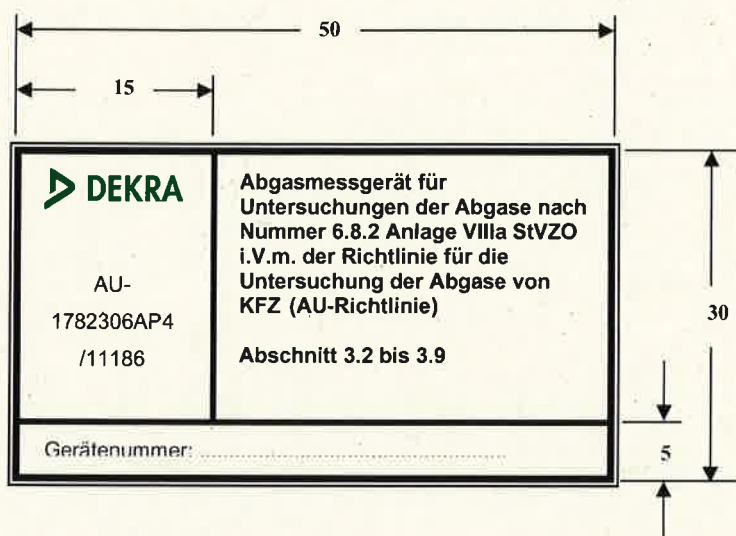 50
15
DEKRA
AU-
1782306AP4
/11186
Abgasmessgerät für
Untersuchungen der Abgase nach
Nummer 6.8.2 Anlage VIIIa StVZO
i.V.m. der Richtlinie für die
Untersuchung der Abgase von
KFZ (AU-Richtlinie)
Abschnitt 3.2 bis 3.9
30
Gerätenummer: ................................................
5